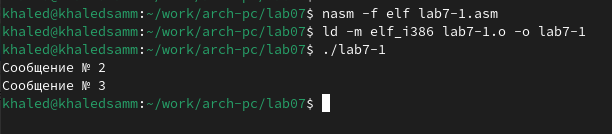 khaled@khaledsamm:~/work/arch-pc/lab07$ nasm -f elf lab7-1.asm
khaled@khaledsamm:~/work/arch-pc/lab07$ ld -m elf_i386 lab7-1.o -o lab7-1
khaled@khaledsamm:~/work/arch-pc/lab07$ ./lab7-1
Сообщение № 2
Сообщение № 3
khaled@khaledsamm:~/work/arch-pc/lab07$